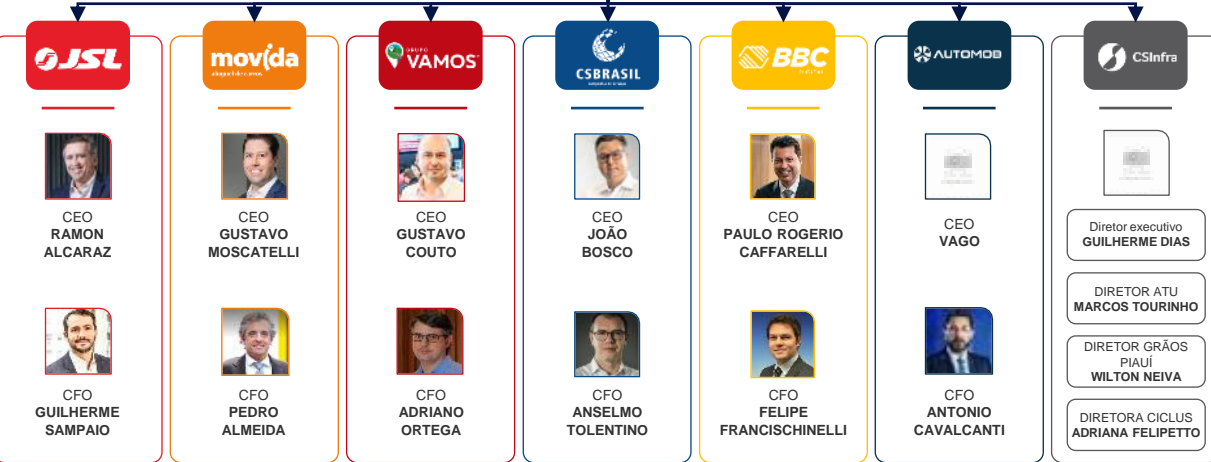 JSL
movida
aluguel de carros
GRUPO
VAMOS
CSBRASIL
BBC
AUTOMOB
CSInfra
CEO
RAMON
ALCARAZ
CFO
GUILHERME
SAMPAIO
CEO
GUSTAVO
MOSCATELLI
CFO
PEDRO
ALMEIDA
CEO
GUSTAVO
COUTO
CFO
ADRIANO
ORTEGA
CEO
JOÃO
BOSCO
CFO
ANSELMO
TOLENTINO
CEO
PAULO ROGERIO
CAFFARELLI
CFO
FELIPE
FRANCISCHINELLI
CEO
VAGO
CFO
ANTONIO
CAVALCANTI
Diretor executivo
GUILHERME DIAS
DIRETOR ATU
MARCOS TOURINHO
DIRETOR GRÃOS
PIAUÍ
WILTON NEIVA
DIRETORA CICLUS
ADRIANA FELIPETTO